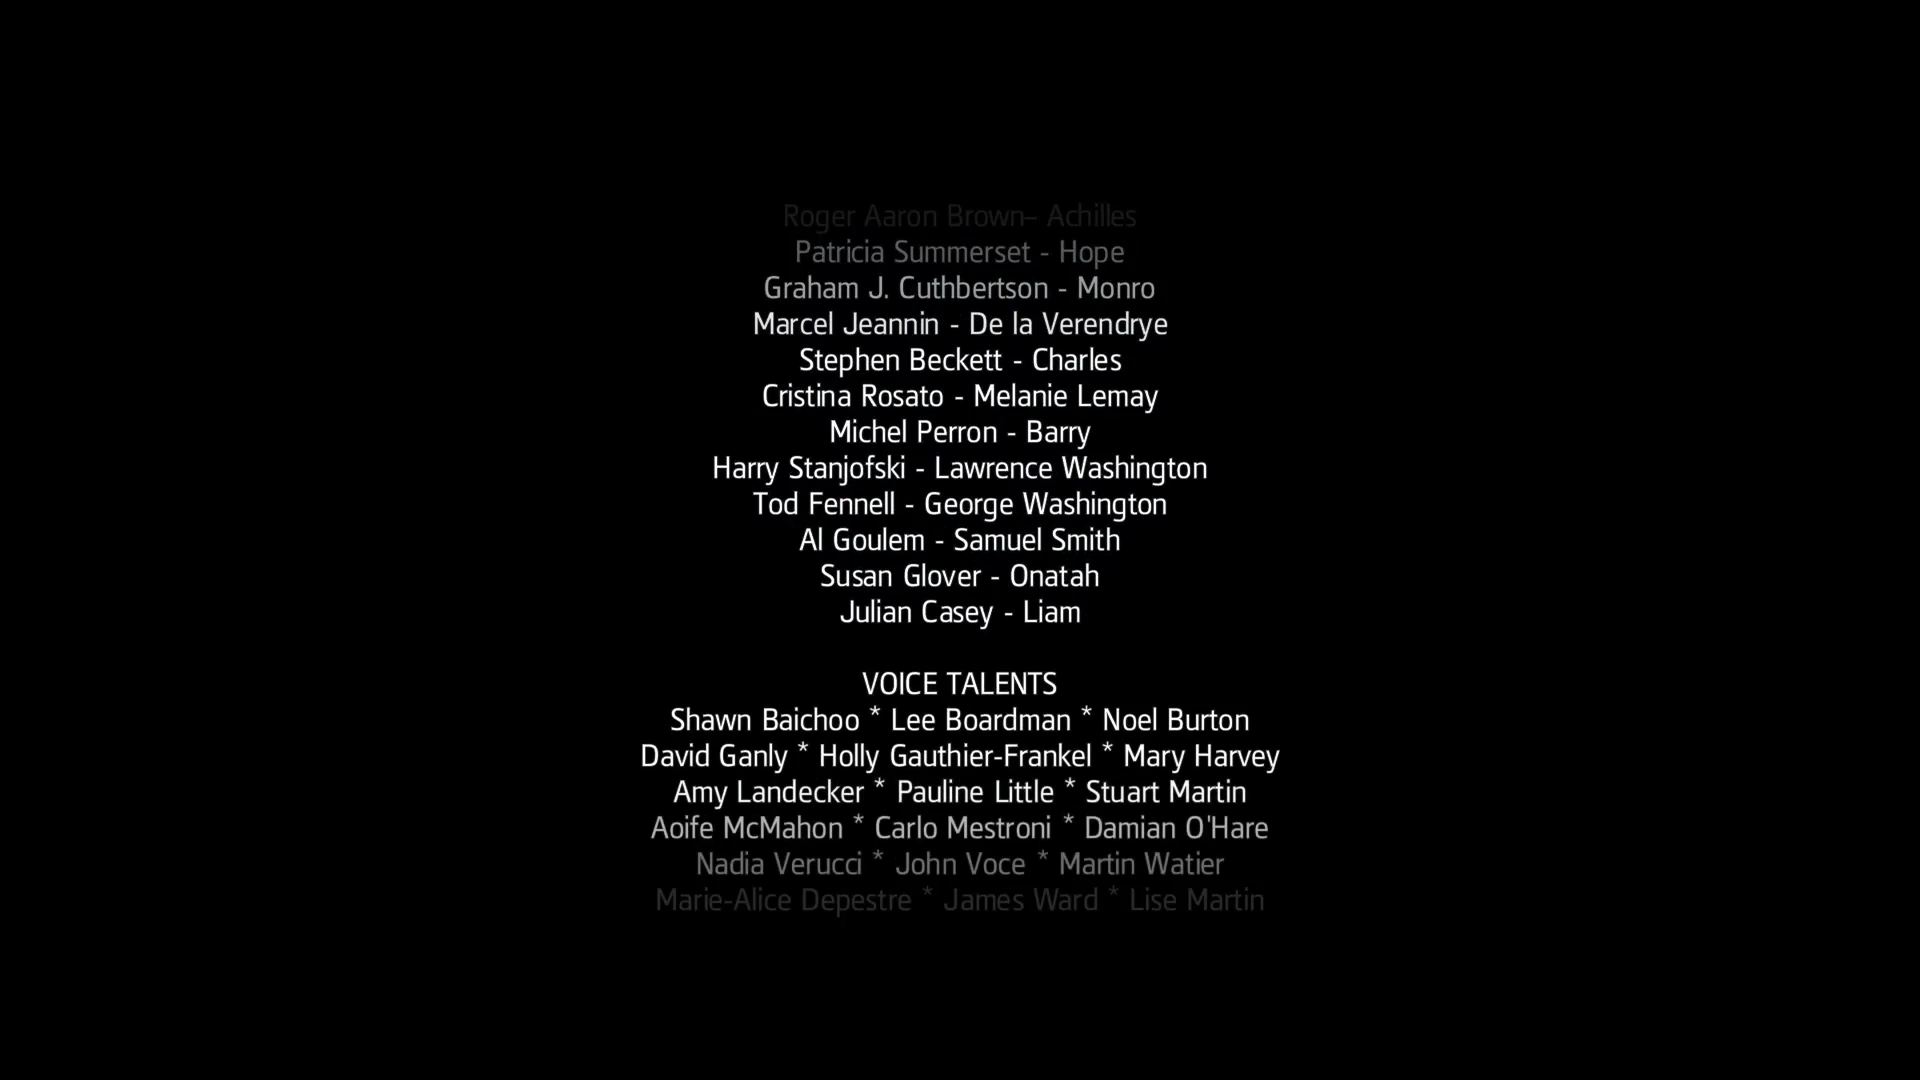 Roger Aaron Brown– Achilles
Patricia Summerset - Hope
Graham J. Cuthbertson - Monro
Marcel Jeannin - De la Verendrye
Stephen Beckett - Charles
Cristina Rosato - Melanie Lemay
Michel Perron - Barry
Harry Stanjofski - Lawrence Washington
Tod Fennell - George Washington
Al Goulem - Samuel Smith
Susan Glover - Onatah
Julian Casey - Liam
VOICE TALENTS
Shawn Baichoo * Lee Boardman * Noel Burton
David Ganly * Holly Gauthier-Frankel * Mary Harvey
Amy Landecker * Pauline Little * Stuart Martin
Aoife McMahon * Carlo Mestroni * Damian O'Hare
Nadia Verucci * John Voce * Martin Watier
Marie-Alice Depestre * James Ward * Lise Martin